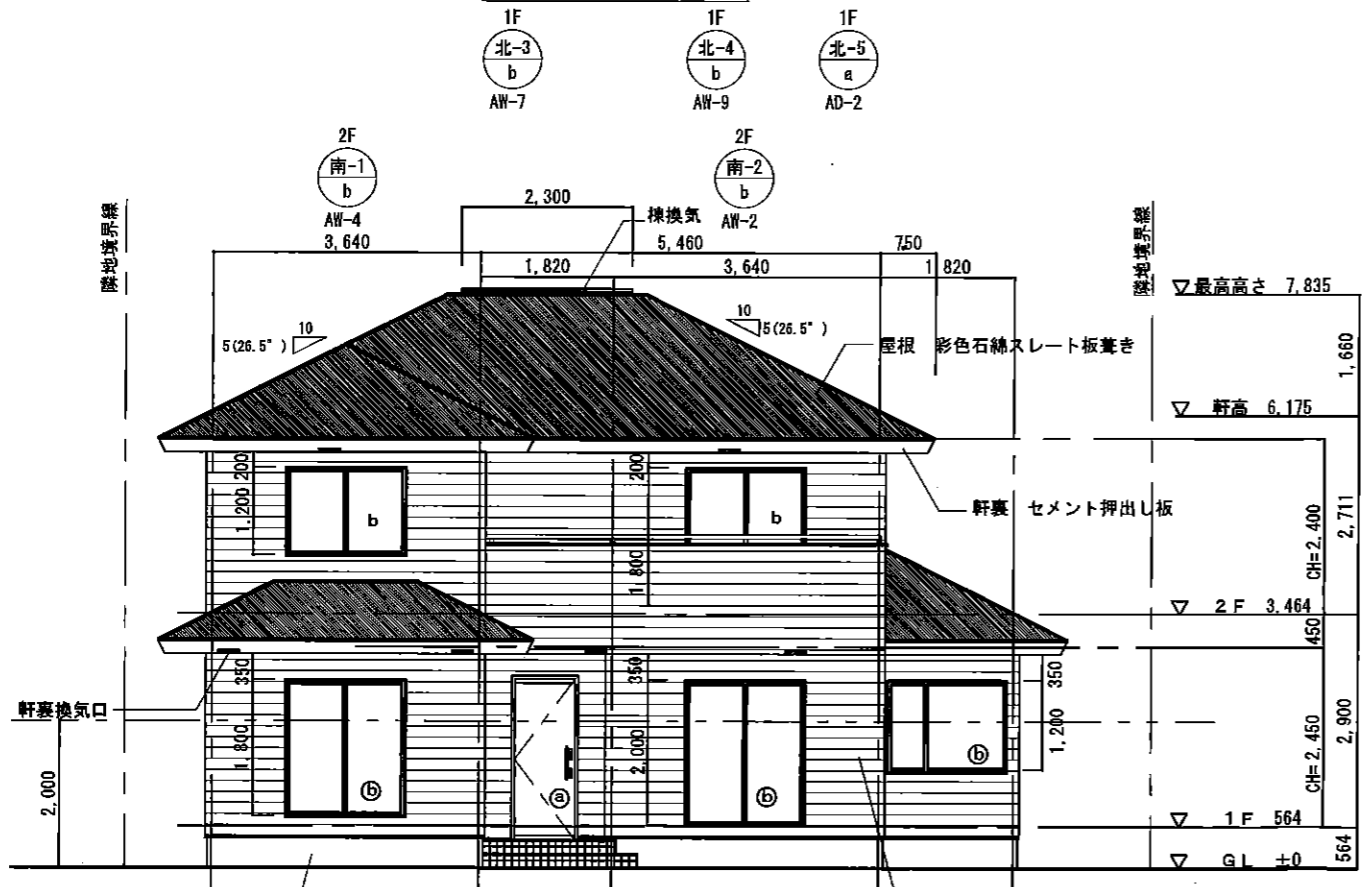 1F 1F 1F
北-3 北-4 北-5
b b a
AW-7 AW-9 AD-2
2F 2F
南-1 南-2
b b
AW-4 AW-2
隣地境界線
2,300
棟換気
3,640 5,460 750
1,820 3,640 1,820
隣地境界線
▽最高高さ 7,835
10
5(26.5°)
10
5(26.5°)
屋根 彩色石綿スレート板葺き
1,660
▽ 軒高 6,175
200
1,200
b
200
b
軒裏 セメント押出し板
1,800
CH=2,400
2,711
▽ 2F 3,464
450
350
350
350
軒裏換気口
1,800
2,000
1,200
2,000
ⓑ
ⓐ
ⓑ
ⓑ
CH=2,450
2,900
▽ 1F 564
564
▽ GL ±0